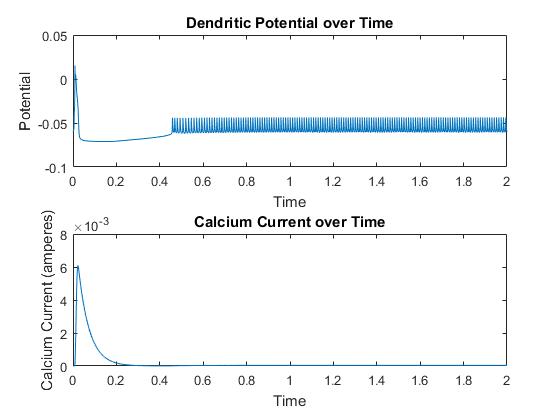 Dendritic Potential over Time
0.05
0
-0.05
-0.1
Potential
0 0.2 0.4 0.6 0.8 1 1.2 1.4 1.6 1.8 2
Time
Calcium Current over Time
×10⁻³
8
6
4
2
0
Calcium Current (amperes)
0 0.2 0.4 0.6 0.8 1 1.2 1.4 1.6 1.8 2
Time